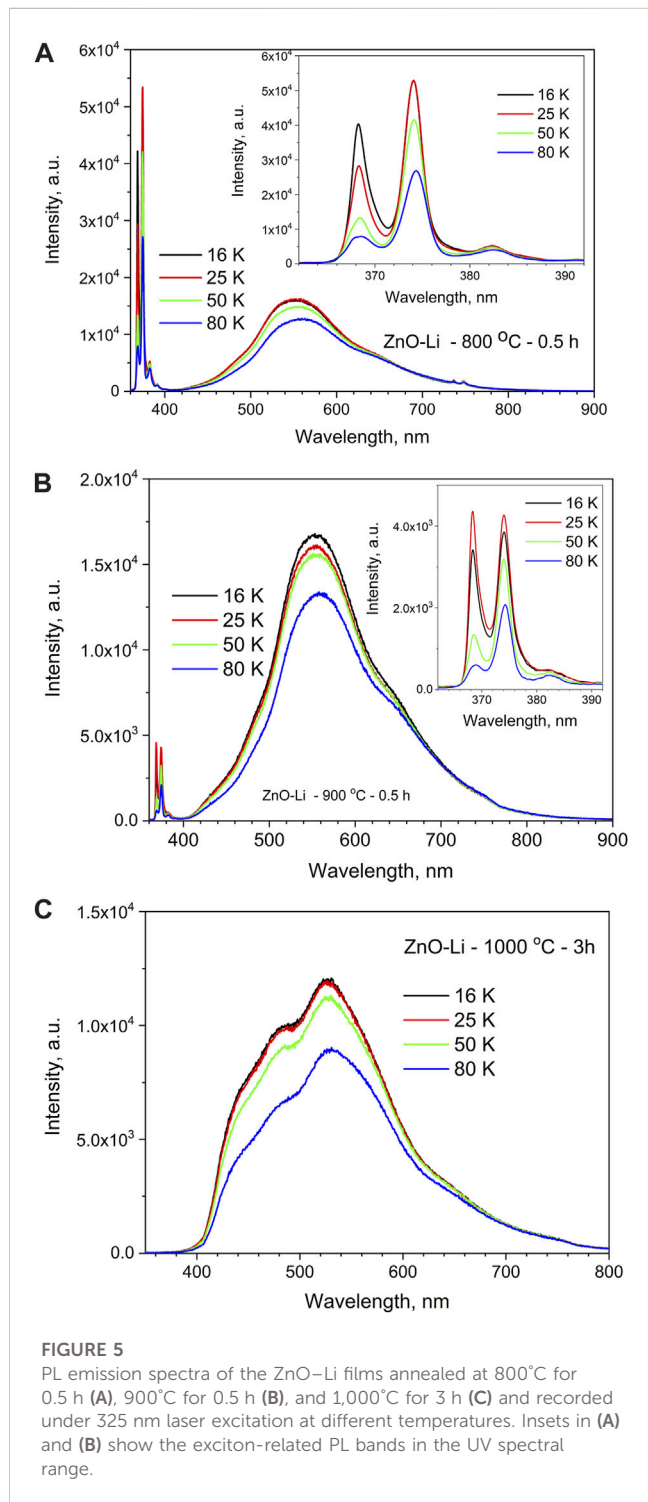 A
6x10⁴
5x10⁴
4x10⁴
3x10⁴
2x10⁴
1x10⁴
0
Intensity, a.u.
400 500 600 700 800 900
Wavelength, nm
16 K
25 K
50 K
80 K
ZnO-Li - 800 ºC - 0.5 h
6x10⁴
5x10⁴
4x10⁴
3x10⁴
2x10⁴
1x10⁴
0
Intensity, a.u.
370 380 390
Wavelength, nm
16 K
25 K
50 K
80 K
B
2.0x10⁴
1.5x10⁴
1.0x10⁴
5.0x10³
0.0
Intensity, a.u.
400 500 600 700 800 900
Wavelength, nm
16 K
25 K
50 K
80 K
ZnO-Li - 900 ºC - 0.5 h
4.0x10³
2.0x10³
0.0
Intensity, a.u.
370 380 390
Wavelength, nm
16 K
25 K
50 K
80 K
C
1.5x10⁴
1.0x10⁴
5.0x10³
0.0
Intensity, a.u.
400 500 600 700 800
Wavelength, nm
ZnO-Li - 1000 ºC - 3h
16 K
25 K
50 K
80 K
FIGURE 5
PL emission spectra of the ZnO–Li films annealed at 800°C for
0.5 h (A), 900°C for 0.5 h (B), and 1,000°C for 3 h (C) and recorded
under 325 nm laser excitation at different temperatures. Insets in (A)
and (B) show the exciton-related PL bands in the UV spectral
range.